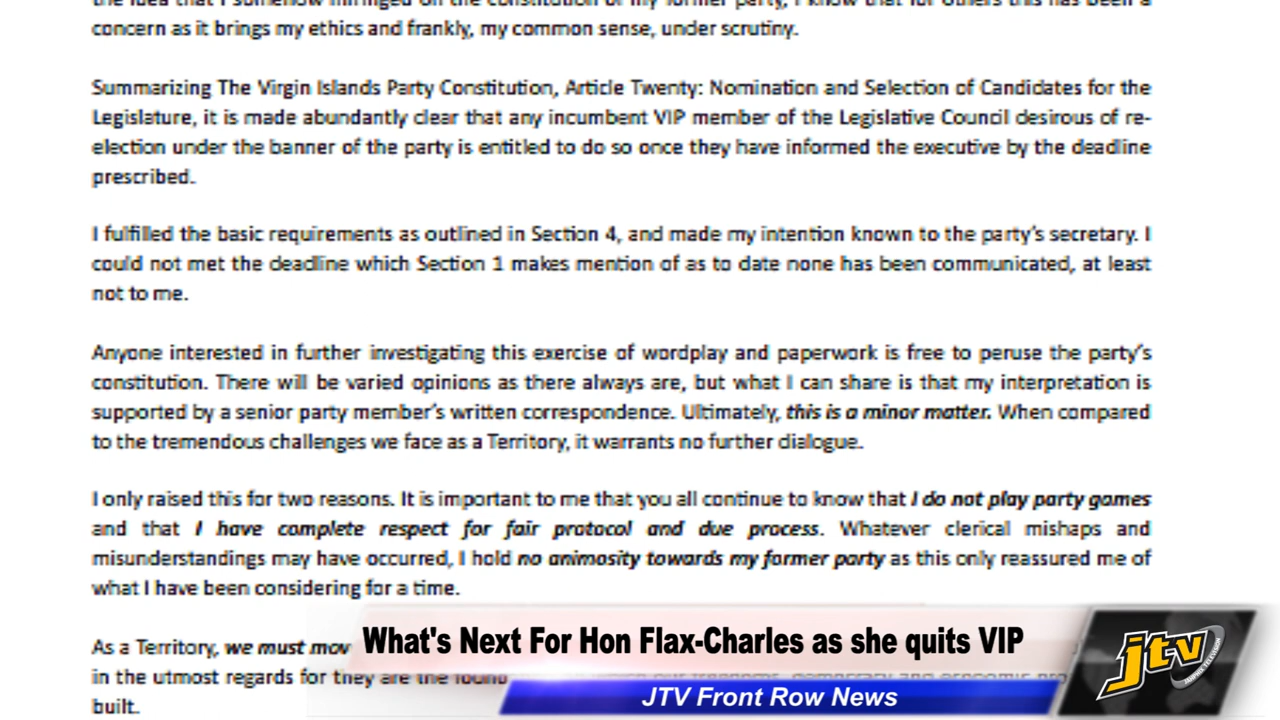 the idea that I somehow infringed on the constitution of my former party, I know that for others this has been a
concern as it brings my ethics and frankly, my common sense, under scrutiny.
Summarizing The Virgin Islands Party Constitution, Article Twenty: Nomination and Selection of Candidates for the
Legislature, it is made abundantly clear that any incumbent VIP member of the Legislative Council desirous of re-
election under the banner of the party is entitled to do so once they have informed the executive by the deadline
prescribed.
I fulfilled the basic requirements as outlined in Section 4, and made my intention known to the party's secretary. I
could not met the deadline which Section 1 makes mention of as to date none has been communicated, at least
not to me.
Anyone interested in further investigating this exercise of wordplay and paperwork is free to peruse the party's
constitution. There will be varied opinions as there always are, but what I can share is that my interpretation is
supported by a senior party member's written correspondence. Ultimately, this is a minor matter. When compared
to the tremendous challenges we face as a Territory, it warrants no further dialogue.
I only raised this for two reasons. It is important to me that you all continue to know that I do not play party games
and that I have complete respect for fair protocol and due process. Whatever clerical mishaps and
misunderstandings may have occurred, I hold no animosity towards my former party as this only reassured me of
what I have been considering for a time.
As a Territory, we must mov
in the utmost regards for they are the
built.
What's Next For Hon Flax-Charles as she quits VIP
JTV Front Row News
jtv